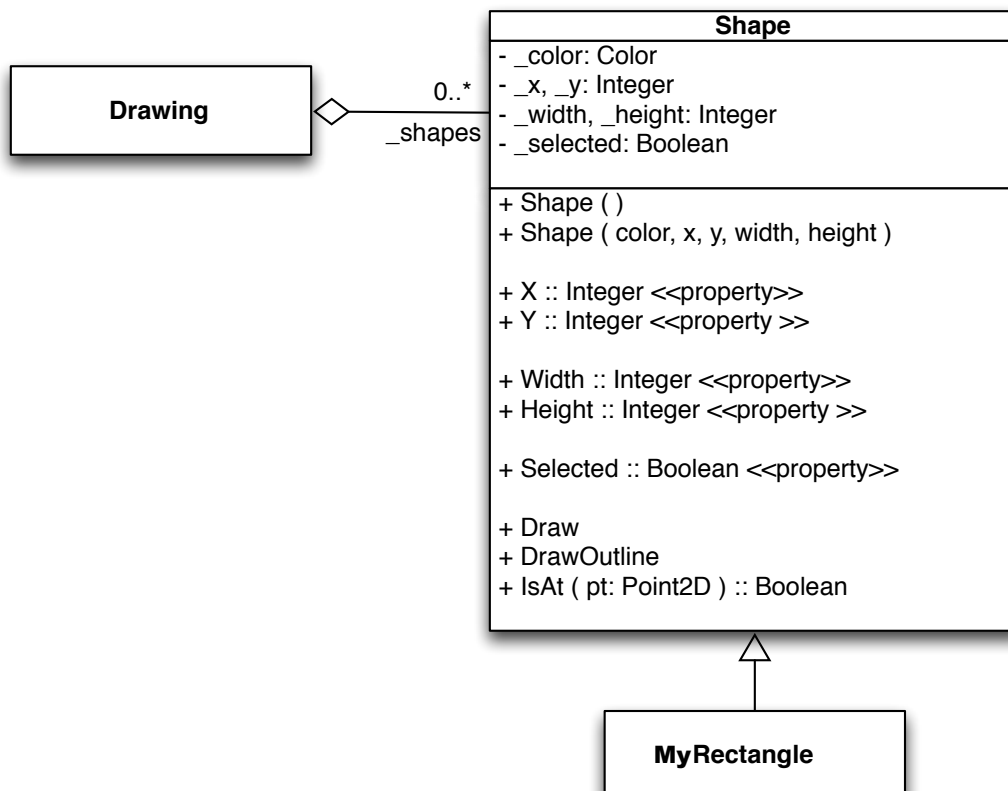 Shape
- _color: Color
- _x, _y: Integer
- _width, _height: Integer
- _selected: Boolean
Drawing
0..*
_shapes
+ Shape ( )
+ Shape ( color, x, y, width, height )
+ X :: Integer <<property>>
+ Y :: Integer <<property >>
+ Width :: Integer <<property>>
+ Height :: Integer <<property >>
+ Selected :: Boolean <<property>>
+ Draw
+ DrawOutline
+ IsAt ( pt: Point2D ) :: Boolean
MyRectangle